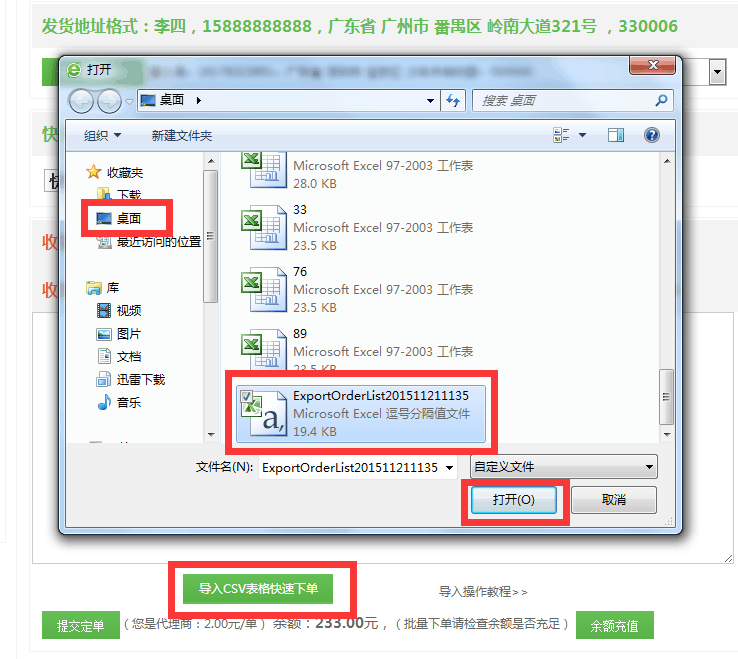 发货地址格式：李四，15888888888，广东省 广州市 番禺区 岭南大道321号 ，330006
打开
桌面
搜索 桌面
组织
新建文件夹
收藏夹
下载
桌面
最近访问的位置
库
视频
图片
文档
迅雷下载
音乐
Microsoft Excel 97-2003 工作表
28.0 KB
33
Microsoft Excel 97-2003 工作表
23.5 KB
76
Microsoft Excel 97-2003 工作表
23.5 KB
89
Microsoft Excel 97-2003 工作表
23.5 KB
ExportOrderList201511211135
Microsoft Excel 逗号分隔值文件
19.4 KB
文件名(N):
ExportOrderList201511211135
自定义文件
打开(O)
取消
快
快
收
收
导入CSV表格快速下单
导入操作教程>>
提交定单
（您是代理商：2.00元/单） 余额：233.00元，（批量下单请检查余额是否充足）
余额充值